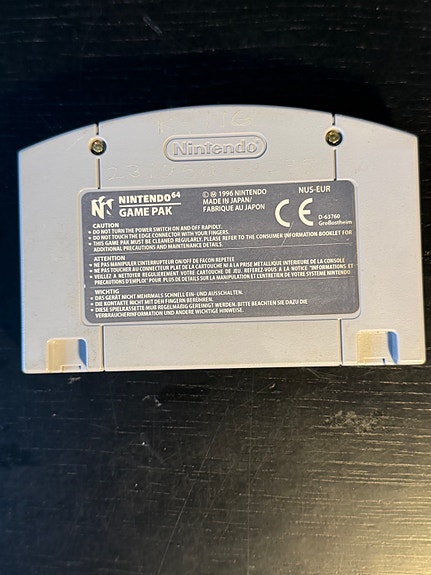 Nintendo
NINTENDO 64
GAME PAK
© Ⓜ 1996 NINTENDO
MADE IN JAPAN/
FABRIQUE AU JAPON
NUS-EUR
CE
D-63760
Großostheim
CAUTION
• DO NOT TURN THE POWER SWITCH ON AND OFF RAPIDLY.
• DO NOT TOUCH THE EDGE CONNECTOR WITH YOUR FINGERS.
• THIS GAME PAK MUST BE CLEANED REGULARLY. PLEASE REFER TO THE CONSUMER INFORMATION BOOKLET FOR
ADDITIONAL PRECAUTIONS AND MAINTENANCE DETAILS.
ATTENTION
• NE PAS MANIPULER L'INTERRUPTEUR ON/OFF DE FACON REPETEE
• NE PAS TOUCHER AU CONNECTEUR PLAT DE LA CARTOUCHE NI A LA PRISE METALLIQUE INTERIEURE DE LA CONSOLE
• VEILLEZ A NETTOYER REGULIEREMENT VOTRE CARTOUCHE DE JEU. REFEREZ-VOUS A LA NOTICE "INFORMATIONS ET
PRECAUTIONS D'EMPLOI" POUR PLUS DE DETAILS SUR LA MANIPULATION ET L'ENTRETIEN DE VOTRE SYSTEME NINTENDO.
WICHTIG
• DAS GERÄT NICHT MEHRMALS SCHNELL EIN- UND AUSSCHALTEN.
• DIE KONTAKTE NICHT MIT DEN FINGERN BERÜHREN.
• DIESE SPIELKASSETTE MUß REGELMÄßIG GEREINIGT WERDEN. BITTE BEACHTEN SIE DAZU DIE
VERBRAUCHERINFORMATION UND ANDERE WICHTIGE HINWEISE.